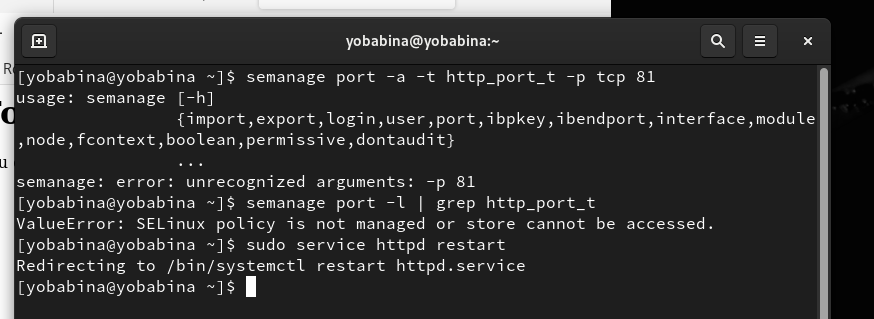 yobabina@yobabina:~
[yobabina@yobabina ~]$ semanage port -a -t http_port_t -p tcp 81
usage: semanage [-h]
{import,export,login,user,port,ibpkey,ibendport,interface,module
,node,fcontext,boolean,permissive,dontaudit}
...
semanage: error: unrecognized arguments: -p 81
[yobabina@yobabina ~]$ semanage port -l | grep http_port_t
ValueError: SELinux policy is not managed or store cannot be accessed.
[yobabina@yobabina ~]$ sudo service httpd restart
Redirecting to /bin/systemctl restart httpd.service
[yobabina@yobabina ~]$